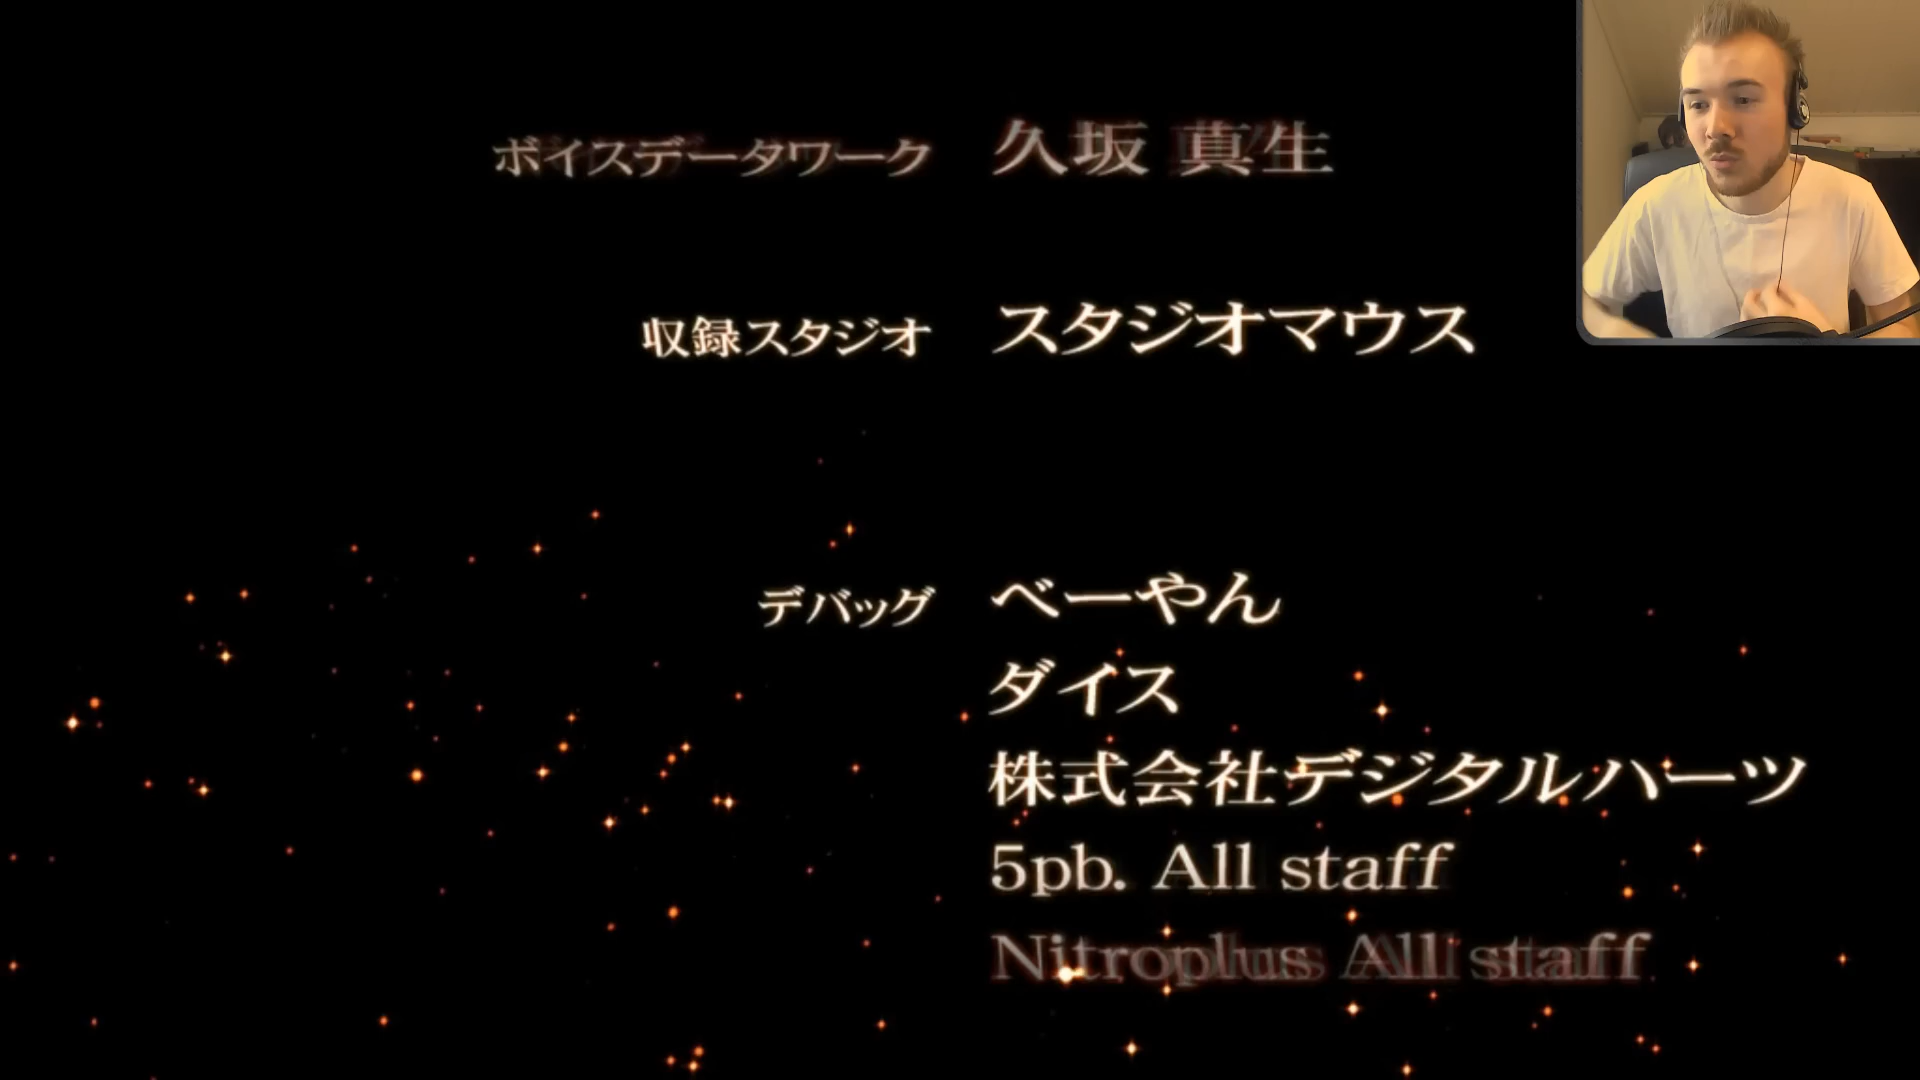 ボイスデータワーク 久坂 真生
収録スタジオ スタジオマウス
デバッグ べーやん
ダイス
株式会社デジタルハーツ
5pb. All staff
Nitroplus All staff